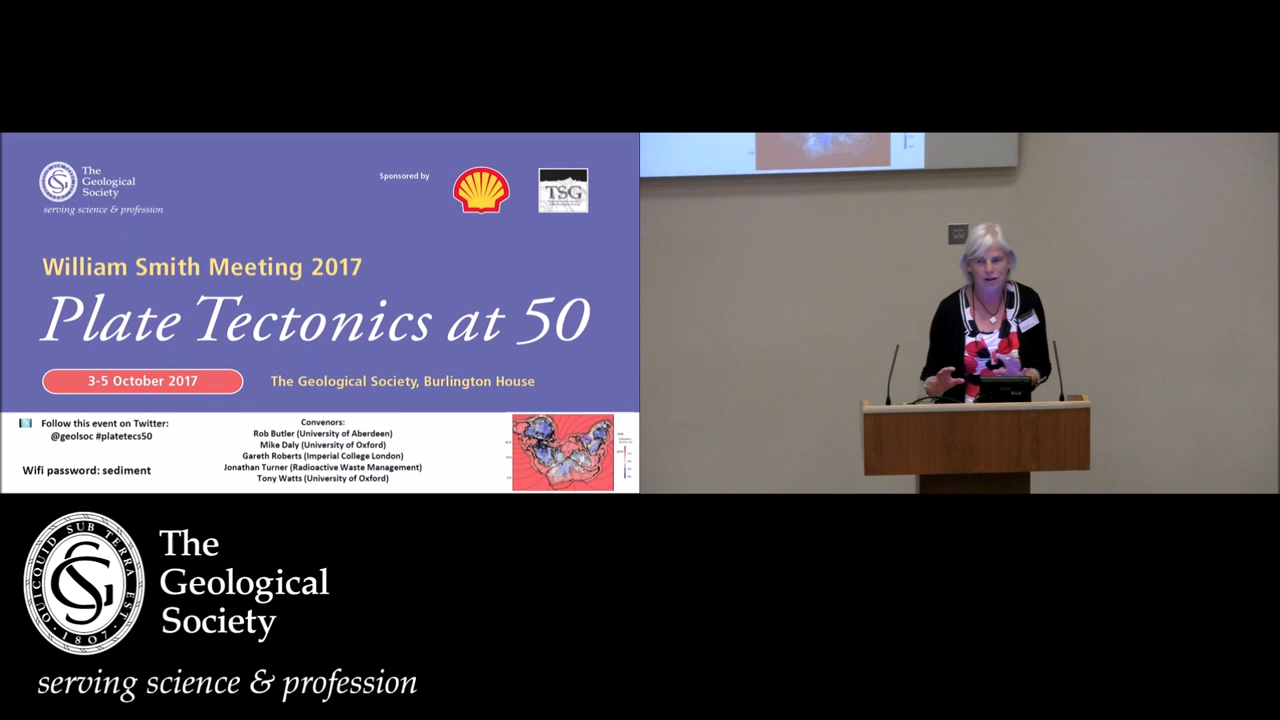 The
Geological
Society
serving science & profession
Sponsored by
TSG
William Smith Meeting 2017
Plate Tectonics at 50
3-5 October 2017
The Geological Society, Burlington House
Follow this event on Twitter:
@geolsoc #platetecs50
Wifi password: sediment
Convenors:
Rob Butler (University of Aberdeen)
Mike Daly (University of Oxford)
Gareth Roberts (Imperial College London)
Jonathan Turner (Radioactive Waste Management)
Tony Watts (University of Oxford)
QUICQUID SUB TERRA EST
1807
The
Geological
Society
serving science & profession